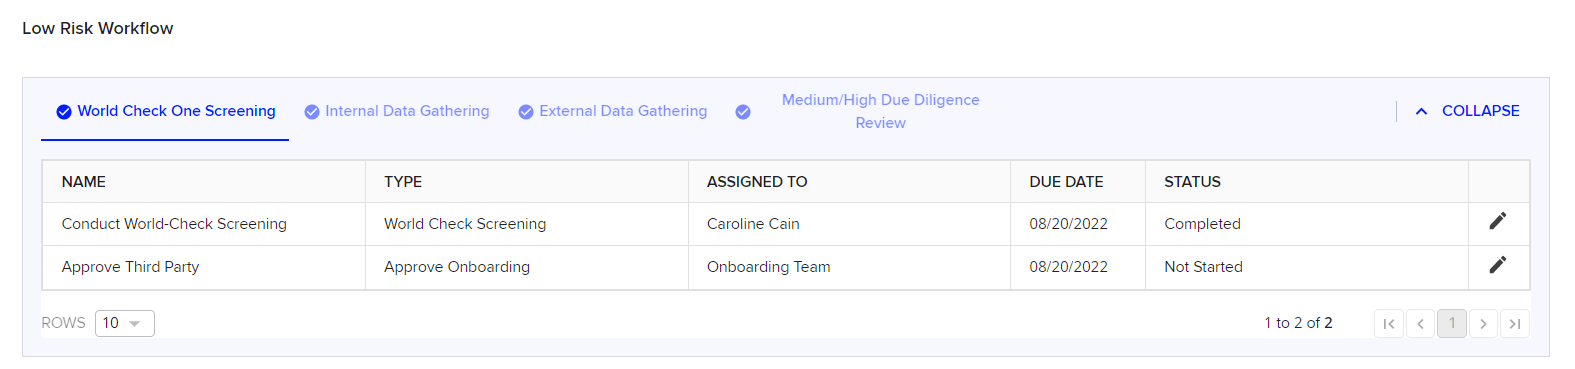 Low Risk Workflow
World Check One Screening Internal Data Gathering External Data Gathering Medium/High Due Diligence
Review
COLLAPSE
NAME TYPE ASSIGNED TO DUE DATE STATUS
Conduct World-Check Screening World Check Screening Caroline Cain 08/20/2022 Completed
Approve Third Party Approve Onboarding Onboarding Team 08/20/2022 Not Started
ROWS 10 1 to 2 of 2 1